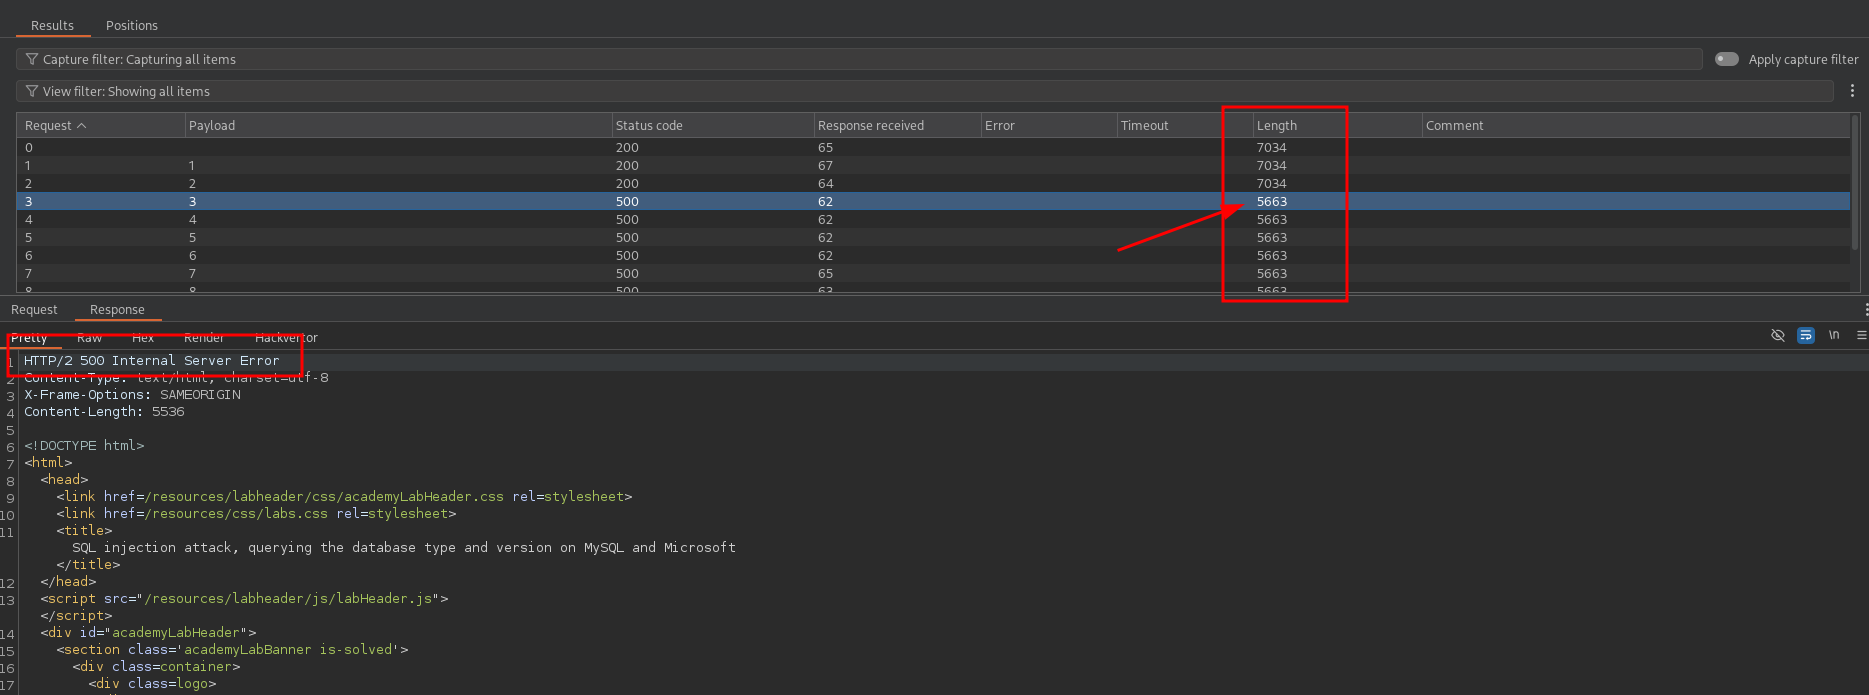 Results Positions
Capture filter: Capturing all items Apply capture filter
View filter: Showing all items
Request Payload Status code Response received Error Timeout Length Comment
0 200 65 7034
1 1 200 67 7034
2 2 200 64 7034
3 3 500 62 5663
4 4 500 62 5663
5 5 500 62 5663
6 6 500 62 5663
7 7 500 65 5663
8 8 500 63 5663
Request Response
Pretty Raw Hex Render Hackvertor \n
1 HTTP/2 500 Internal Server Error
2 Content-Type: text/html; charset=utf-8
3 X-Frame-Options: SAMEORIGIN
4 Content-Length: 5536
5
6 <!DOCTYPE html>
7 <html>
8 <head>
9 <link href=/resources/labheader/css/academyLabHeader.css rel=stylesheet>
10 <link href=/resources/css/labs.css rel=stylesheet>
11 <title>
SQL injection attack, querying the database type and version on MySQL and Microsoft
</title>
12 </head>
13 <script src="/resources/labheader/js/labHeader.js">
</script>
14 <div id="academyLabHeader">
15 <section class='academyLabBanner is-solved'>
16 <div class=container>
17 <div class=logo>